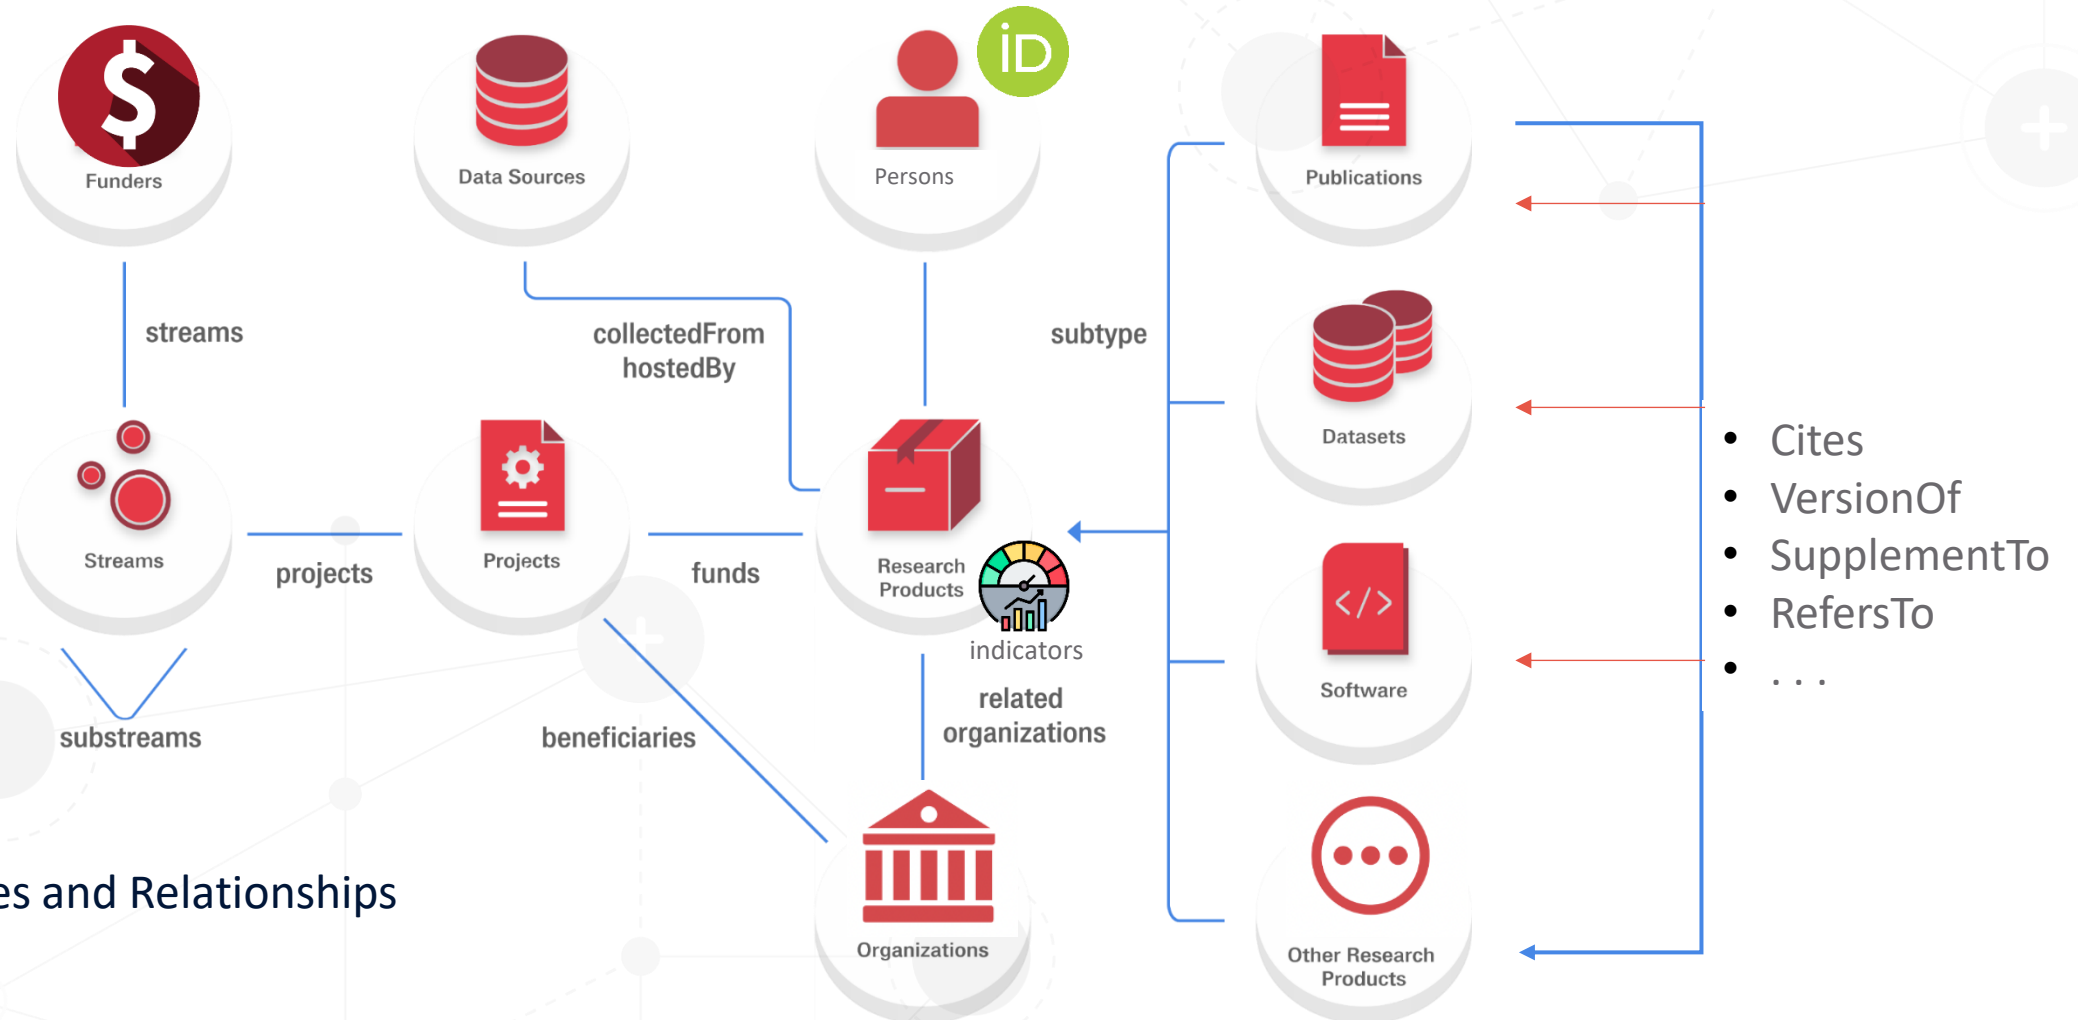 $
Funders
Data Sources
iD
Persons
Publications
streams
collectedFrom
hostedBy
subtype
Datasets
Streams
projects
Projects
funds
Research
Products
indicators
substreams
beneficiaries
related
organizations
</>
Software
Organizations
Other Research
Products
• Cites
• VersionOf
• SupplementTo
• RefersTo
• . . .
es and Relationships